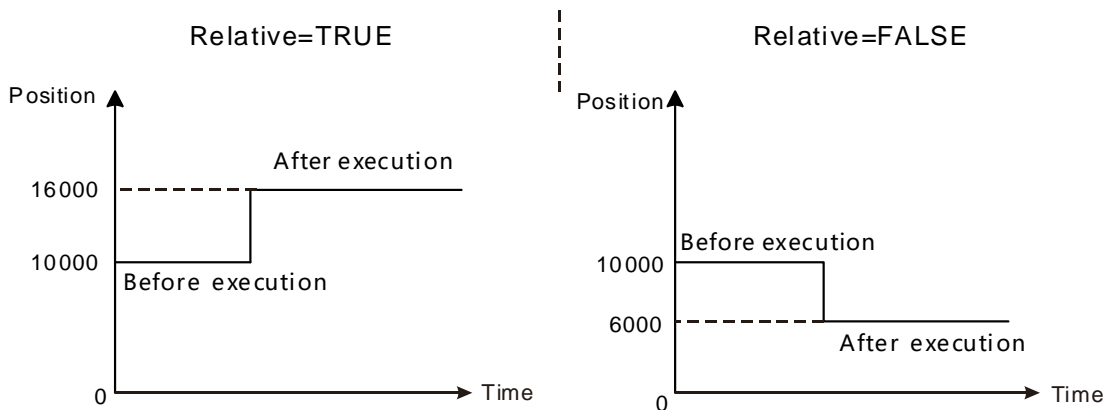 Relative=TRUE
Position
16000
After execution
10000
Before execution
0
Time
Relative=FALSE
Position
Before execution
10000
6000
After execution
0
Time